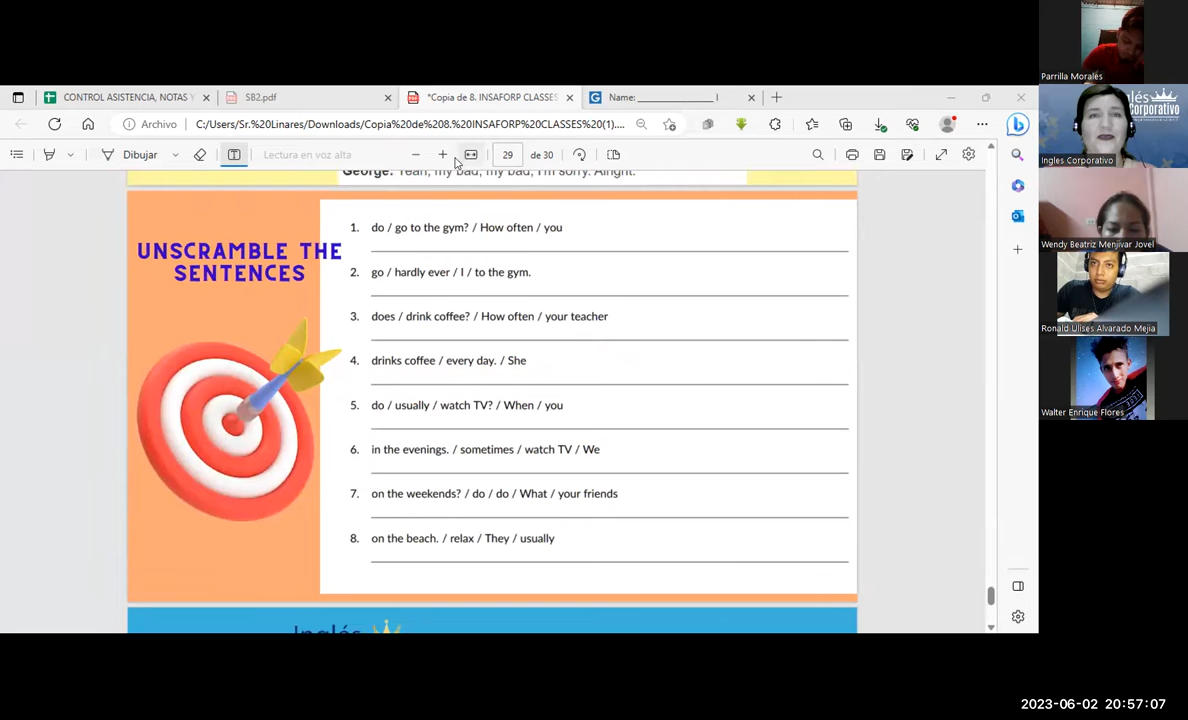 CONTROL ASISTENCIA, NOTAS Y
SB2.pdf
*Copia de 8. INSAFORP CLASSES
Name: ______________ I
Archivo
C:/Users/Sr.%20Linares/Downloads/Copia%20de%208.%20INSAFORP%20CLASSES%20(1)....
Dibujar
Lectura en voz alta
29
de 30
George: Yeah, my bad, my bad, I'm sorry. Alright.
UNSCRAMBLE THE
SENTENCES
1. do / go to the gym? / How often / you
2. go / hardly ever / I / to the gym.
3. does / drink coffee? / How often / your teacher
4. drinks coffee / every day. / She
5. do / usually / watch TV? / When / you
6. in the evenings. / sometimes / watch TV / We
7. on the weekends? / do / do / What / your friends
8. on the beach. / relax / They / usually
Inglés
Parrilla Morales
Inglés
Corporativo
Ingles Corporativo
Wendy Beatriz Menjivar Jovel
Ronald Ulises Alvarado Mejia
Walter Enrique Flores
2023-06-02 20:57:07